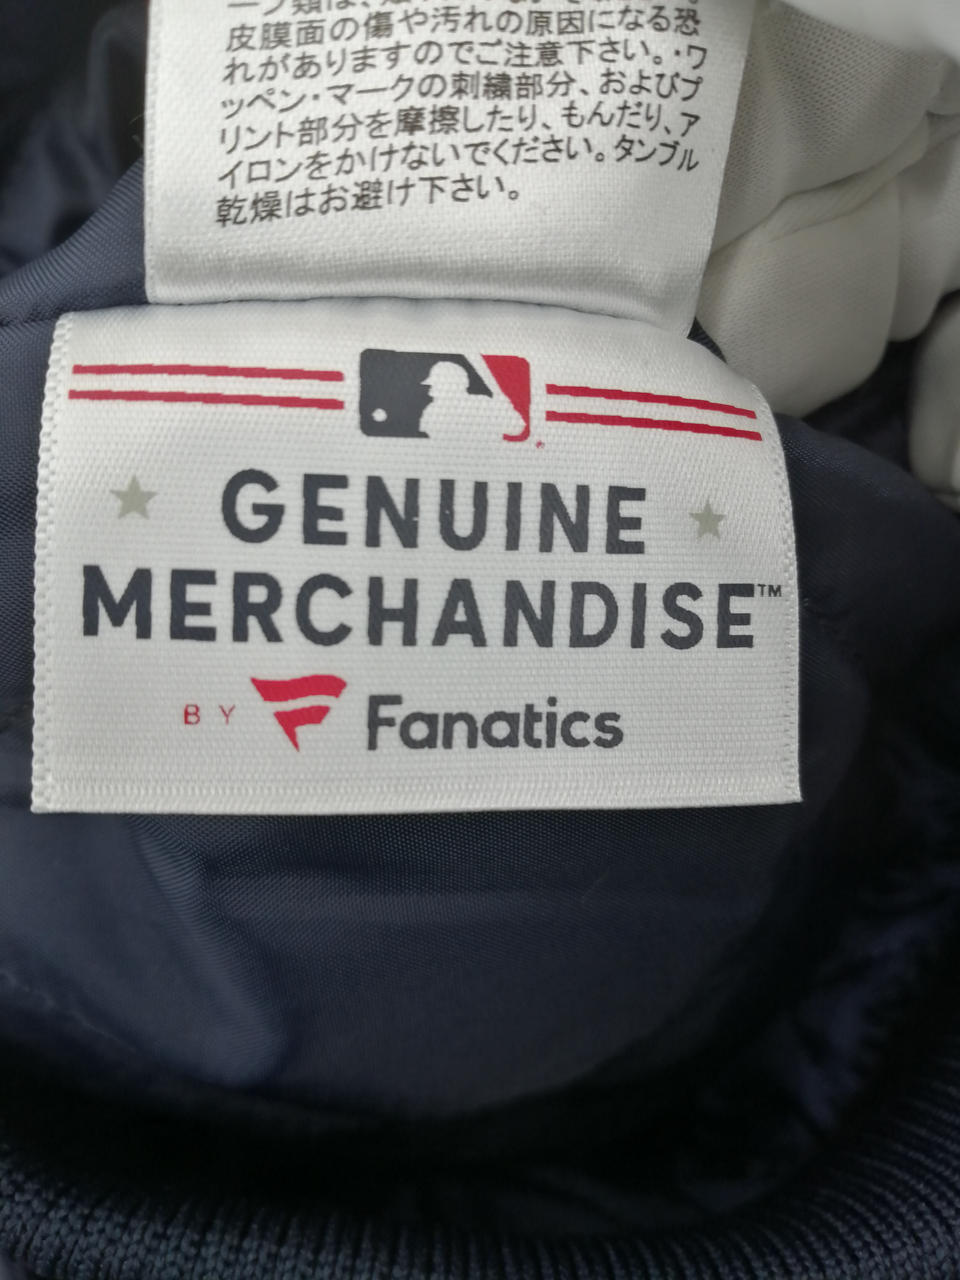 皮膜面の傷や汚れの原因になる恐
れがありますのでご注意下さい。・ワ
ッペン・マークの刺繍部分、およびプ
リント部分を摩擦したり、もんだり、ア
イロンをかけないでください。タンブル
乾燥はお避け下さい。
GENUINE
MERCHANDISE™
BY Fanatics